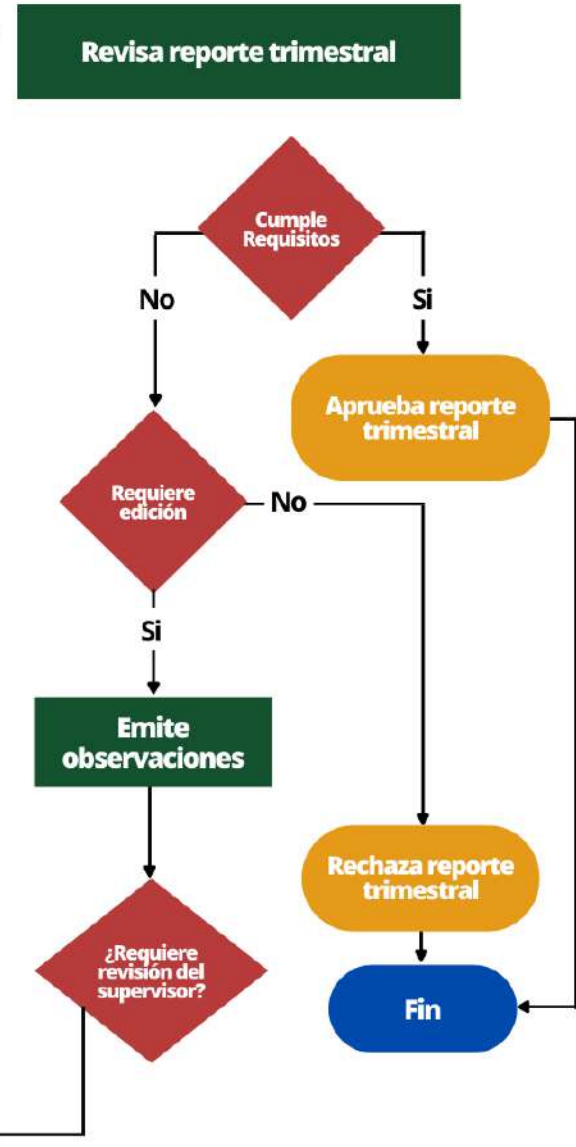 Revisa reporte trimestral
Cumple
Requisitos
No
Si
Aprueba reporte
trimestral
Requiere
edición
No
Si
Emite
observaciones
Rechaza reporte
trimestral
¿Requiere
revisión del
supervisor?
Fin